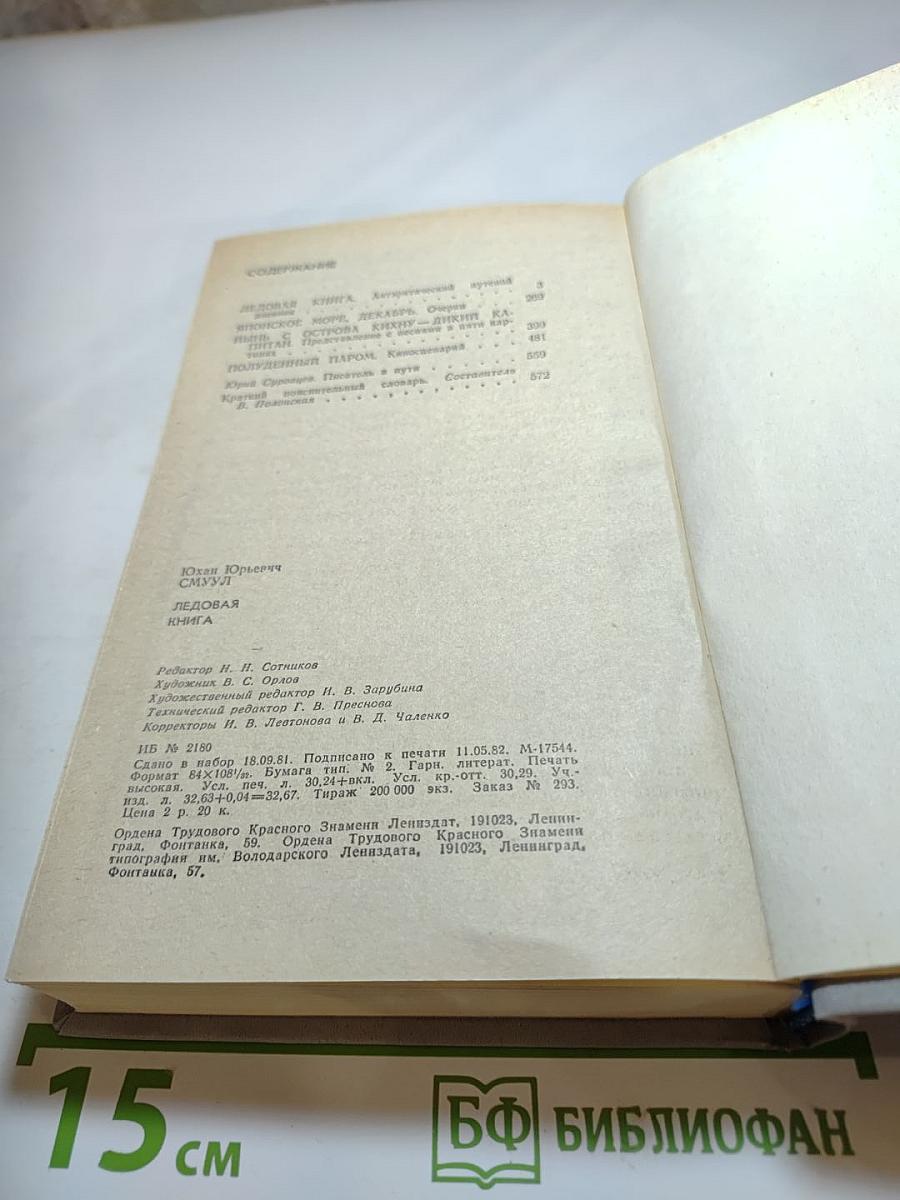 СОДЕРЖАНИЕ
ЛЕДОВАЯ КНИГА. Антарктический путевой
дневник . . . . . . . . . . . . 3
ЯПОНСКОЕ МОРЕ, ДЕКАБРЬ. Очерки . . 269
ЙЫНЬ С ОСТРОВА КИХНУ — ДИКИЙ КА-
ПИТАН. Представление с песнями в пяти кар-
тинах . . . . . . . . . . . . 399
ПОЛУДЕННЫЙ ПАРОМ. Киносценарий . . . 481
Юрий Суровцев. Писатель в пути . . . . . . 559
Краткий пояснительный словарь. Составитель
В. Полонская . . . . . . . . . . . . 572
Юхан Юрьевич
СМУУЛ
ЛЕДОВАЯ
КНИГА
Редактор Н. Н. Сотников
Художник В. С. Орлов
Художественный редактор И. В. Зарубина
Технический редактор Г. В. Преснова
Корректоры И. В. Левтонова и В. Д. Чаленко
ИБ № 2180
Сдано в набор 18.09.81. Подписано к печати 11.05.82. М-17544.
Формат 84×108¹/₃₂. Бумага тип. № 2. Гарн. литерат. Печать
высокая. Усл. печ. л. 30,24+вкл. Усл. кр.-отт. 30,29. Уч.-
изд. л. 32,63+0,04=32,67. Тираж 200 000 экз. Заказ № 293.
Цена 2 р. 20 к.
Ордена Трудового Красного Знамени Лениздат, 191023, Ленин-
град, Фонтанка, 59. Ордена Трудового Красного Знамени
типография им. Володарского Лениздата, 191023, Ленинград,
Фонтанка, 57.
15 см
БФ БИБЛИОФАН